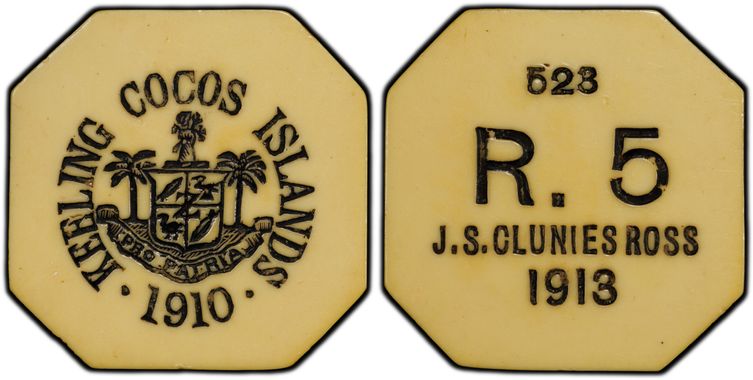 KEELING COCOS ISLANDS
PRO PATRIA
· 1910 ·
523
R. 5
J. S. CLUNIES ROSS
1913